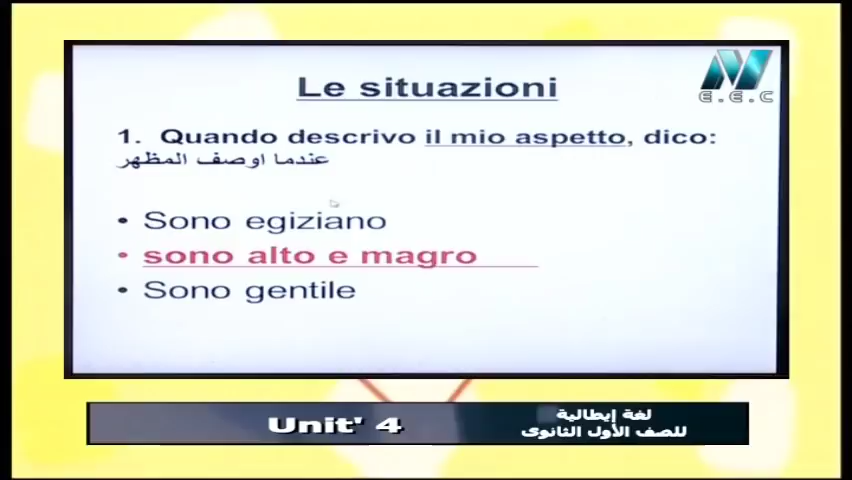 Le situazioni
E.E.C
1. Quando descrivo il mio aspetto, dico:
عندما اوصف المظهر
• Sono egiziano
• sono alto e magro
• Sono gentile
Unit' 4
لغة إيطالية
للصف الأول الثانوى